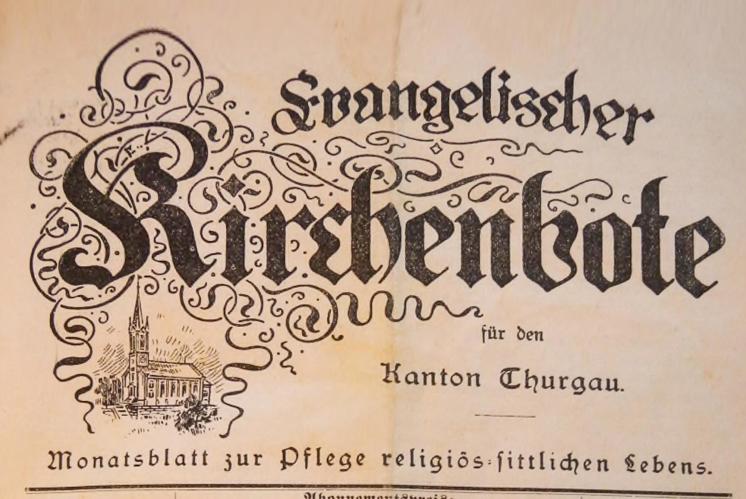 Evangelischer
Kirchenbote
für den
Kanton Thurgau.
Monatsblatt zur Pflege religiös-sittlichen Lebens.